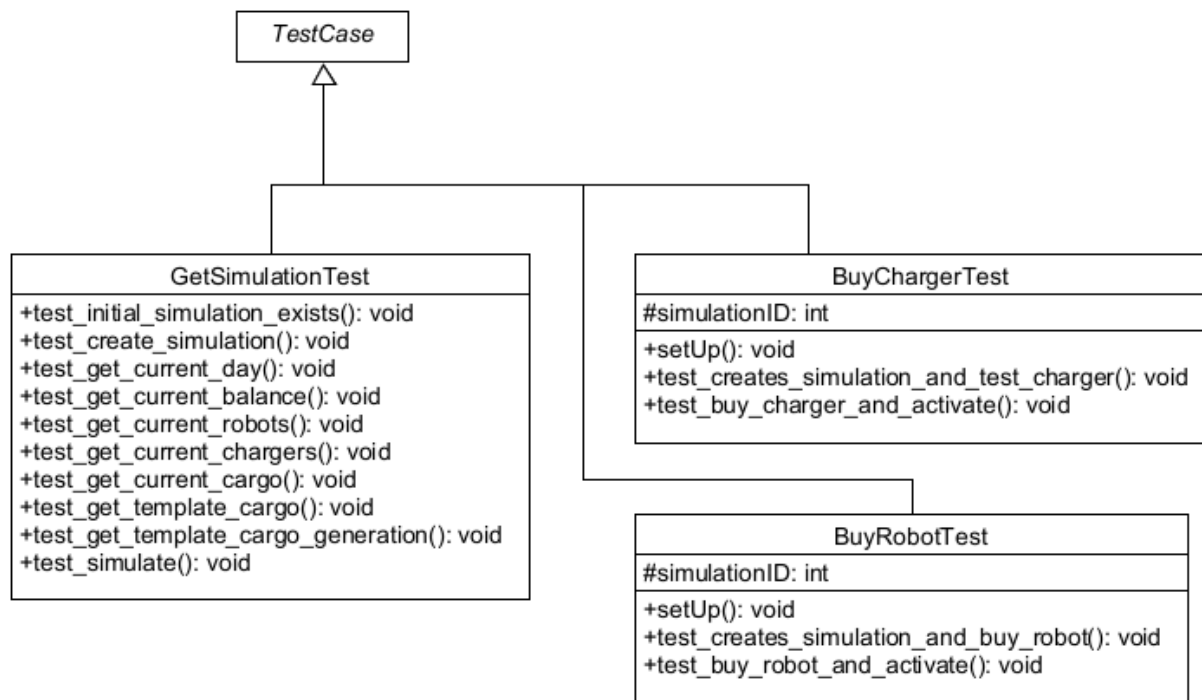 TestCase
GetSimulationTest
+test_initial_simulation_exists(): void
+test_create_simulation(): void
+test_get_current_day(): void
+test_get_current_balance(): void
+test_get_current_robots(): void
+test_get_current_chargers(): void
+test_get_current_cargo(): void
+test_get_template_cargo(): void
+test_get_template_cargo_generation(): void
+test_simulate(): void
BuyChargerTest
#simulationID: int
+setUp(): void
+test_creates_simulation_and_test_charger(): void
+test_buy_charger_and_activate(): void
BuyRobotTest
#simulationID: int
+setUp(): void
+test_creates_simulation_and_buy_robot(): void
+test_buy_robot_and_activate(): void